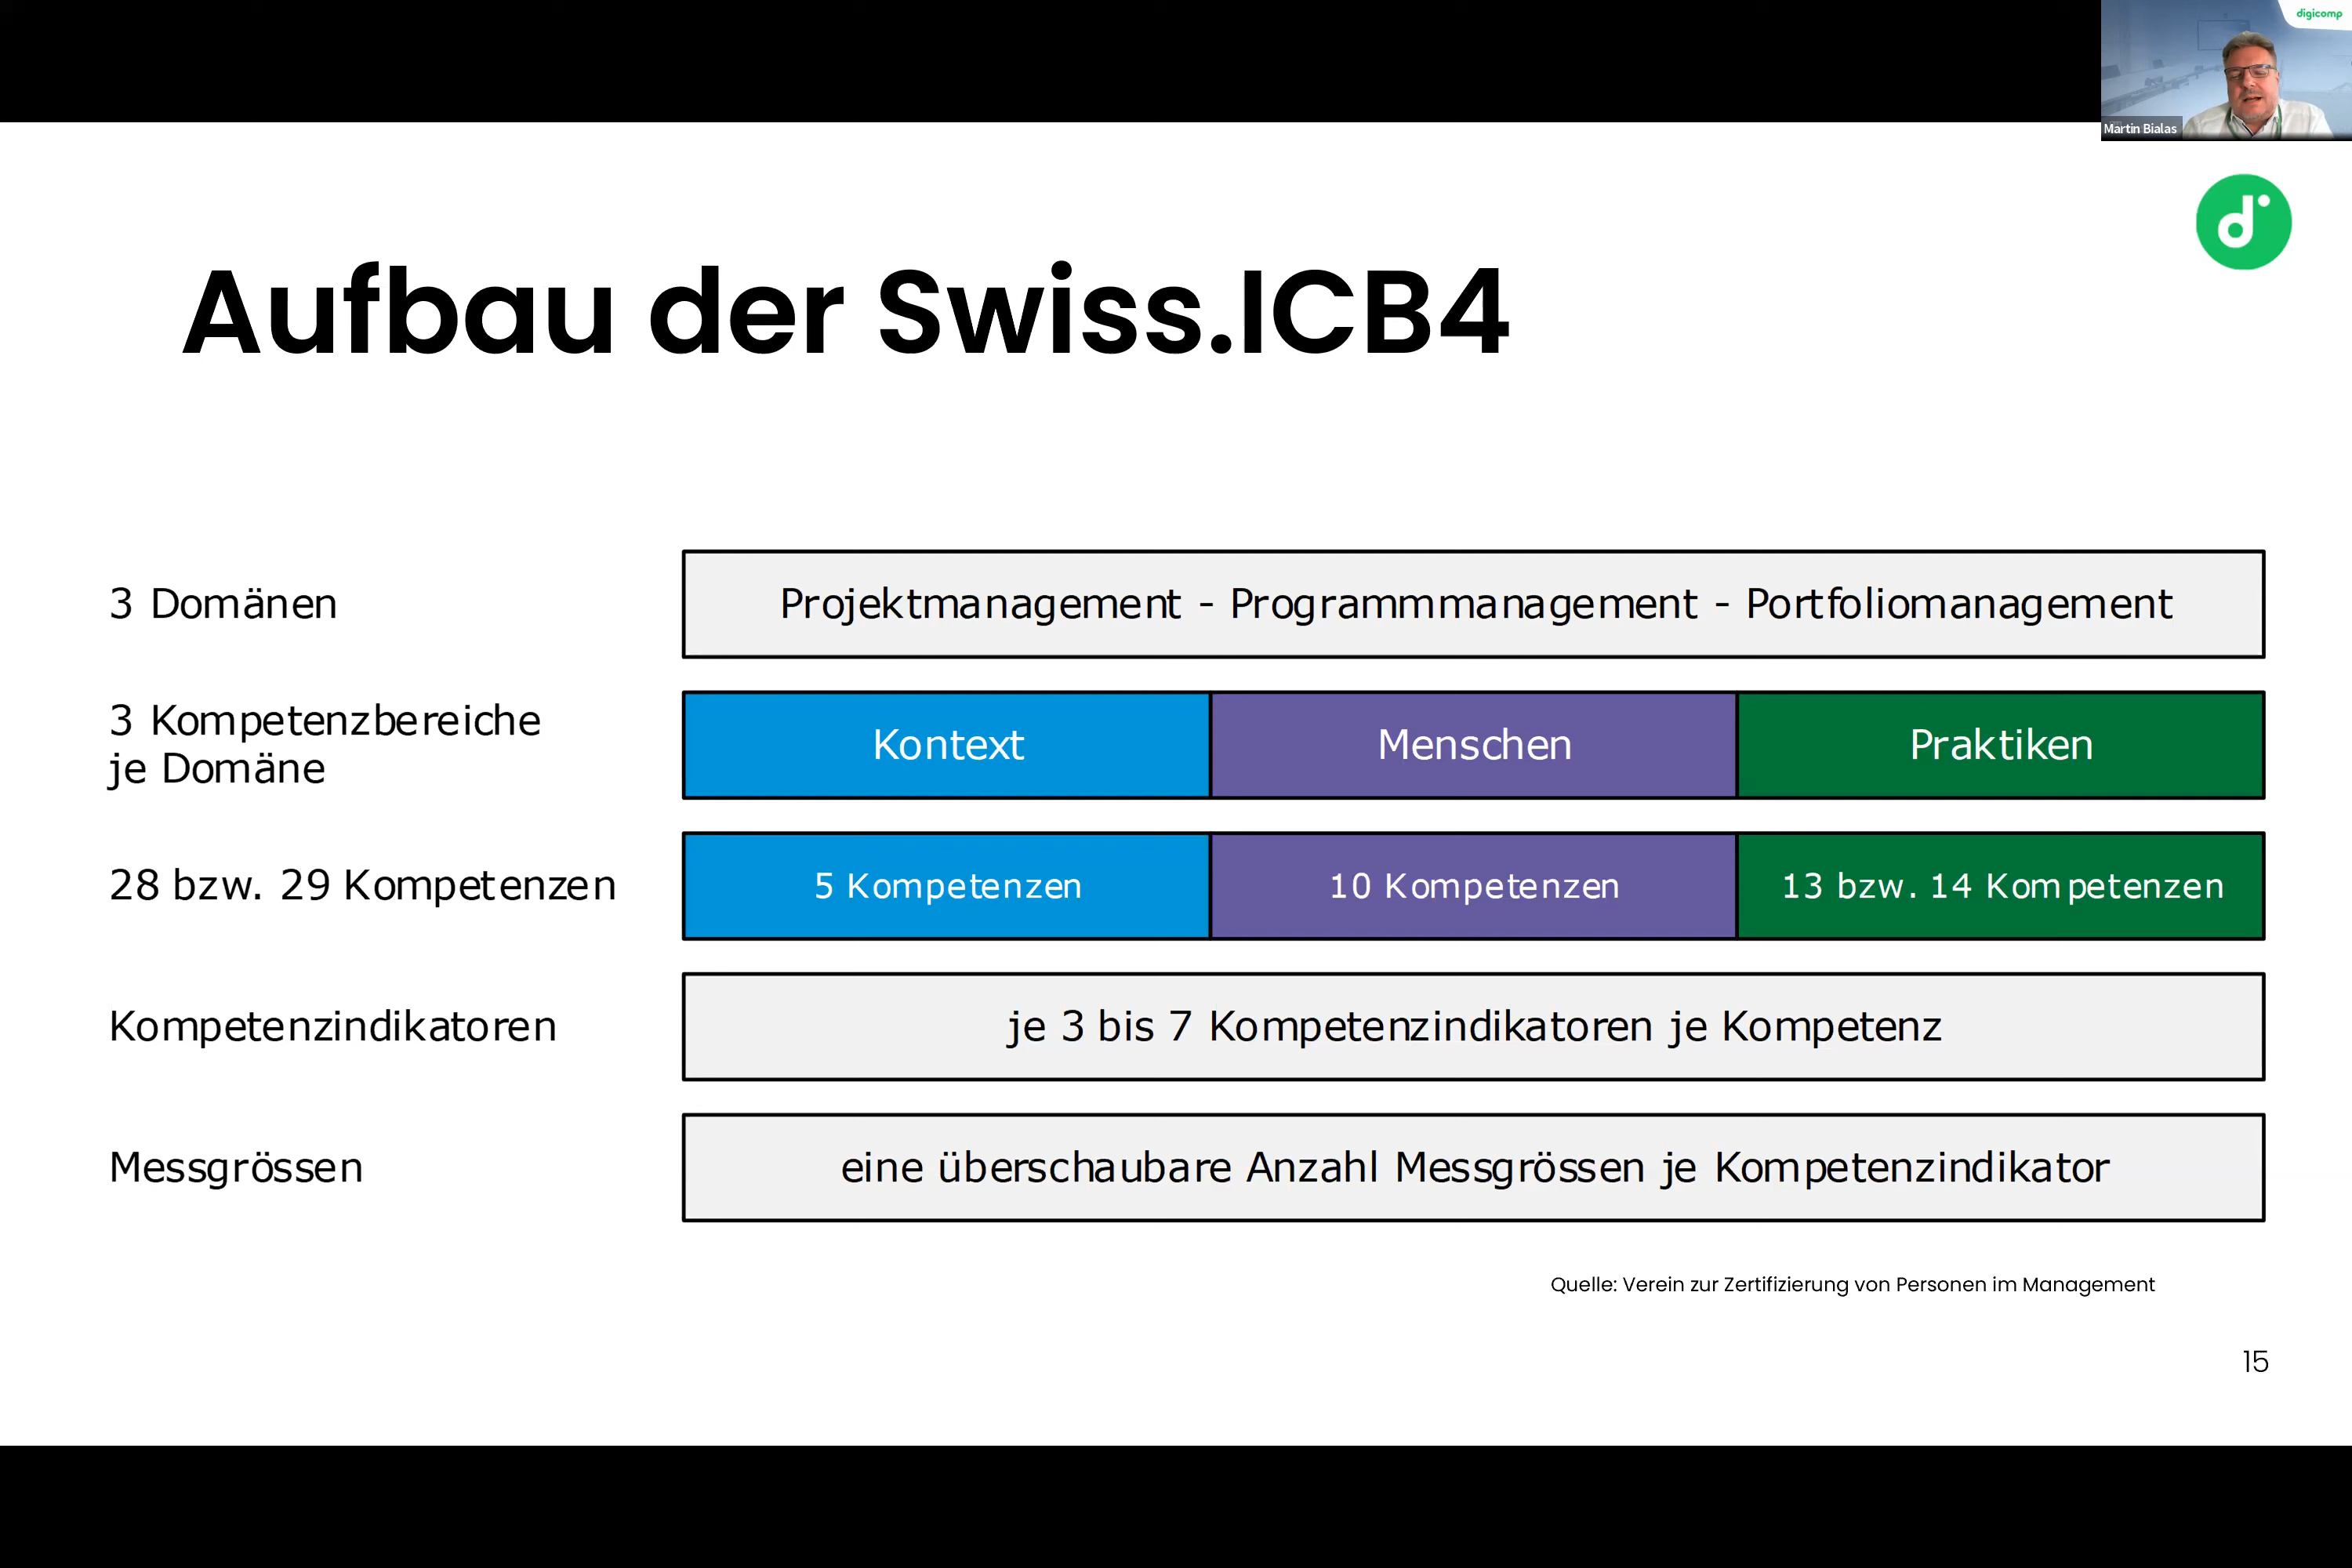 digicomp
Martin Bialas
Aufbau der Swiss.ICB4
3 Domänen
Projektmanagement - Programmmanagement - Portfoliomanagement
3 Kompetenzbereiche
je Domäne
Kontext
Menschen
Praktiken
28 bzw. 29 Kompetenzen
5 Kompetenzen
10 Kompetenzen
13 bzw. 14 Kompetenzen
Kompetenzindikatoren
je 3 bis 7 Kompetenzindikatoren je Kompetenz
Messgrössen
eine überschaubare Anzahl Messgrössen je Kompetenzindikator
Quelle: Verein zur Zertifizierung von Personen im Management
15